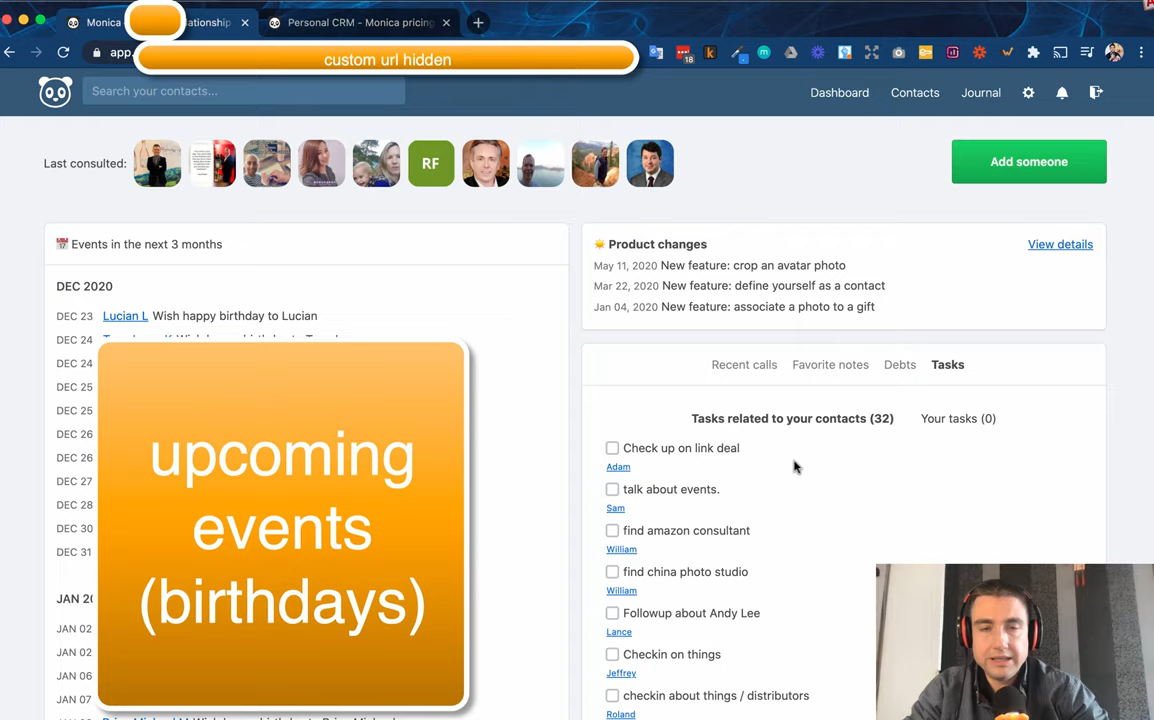 Monica
ationship
Personal CRM - Monica pricing
app.
custom url hidden
18
Search your contacts...
Dashboard
Contacts
Journal
Last consulted:
RF
Add someone
Events in the next 3 months
DEC 2020
DEC 23 Lucian L Wish happy birthday to Lucian
DEC 24
DEC 24
DEC 25
DEC 25
DEC 26
DEC 26
DEC 27
DEC 28
DEC 30
DEC 31
JAN 20
JAN 02
JAN 02
JAN 06
JAN 07
upcoming
events
(birthdays)
Product changes
View details
May 11, 2020 New feature: crop an avatar photo
Mar 22, 2020 New feature: define yourself as a contact
Jan 04, 2020 New feature: associate a photo to a gift
Recent calls Favorite notes Debts Tasks
Tasks related to your contacts (32) Your tasks (0)
Check up on link deal
Adam
talk about events.
Sam
find amazon consultant
William
find china photo studio
William
Followup about Andy Lee
Lance
Checkin on things
Jeffrey
checkin about things / distributors
Roland